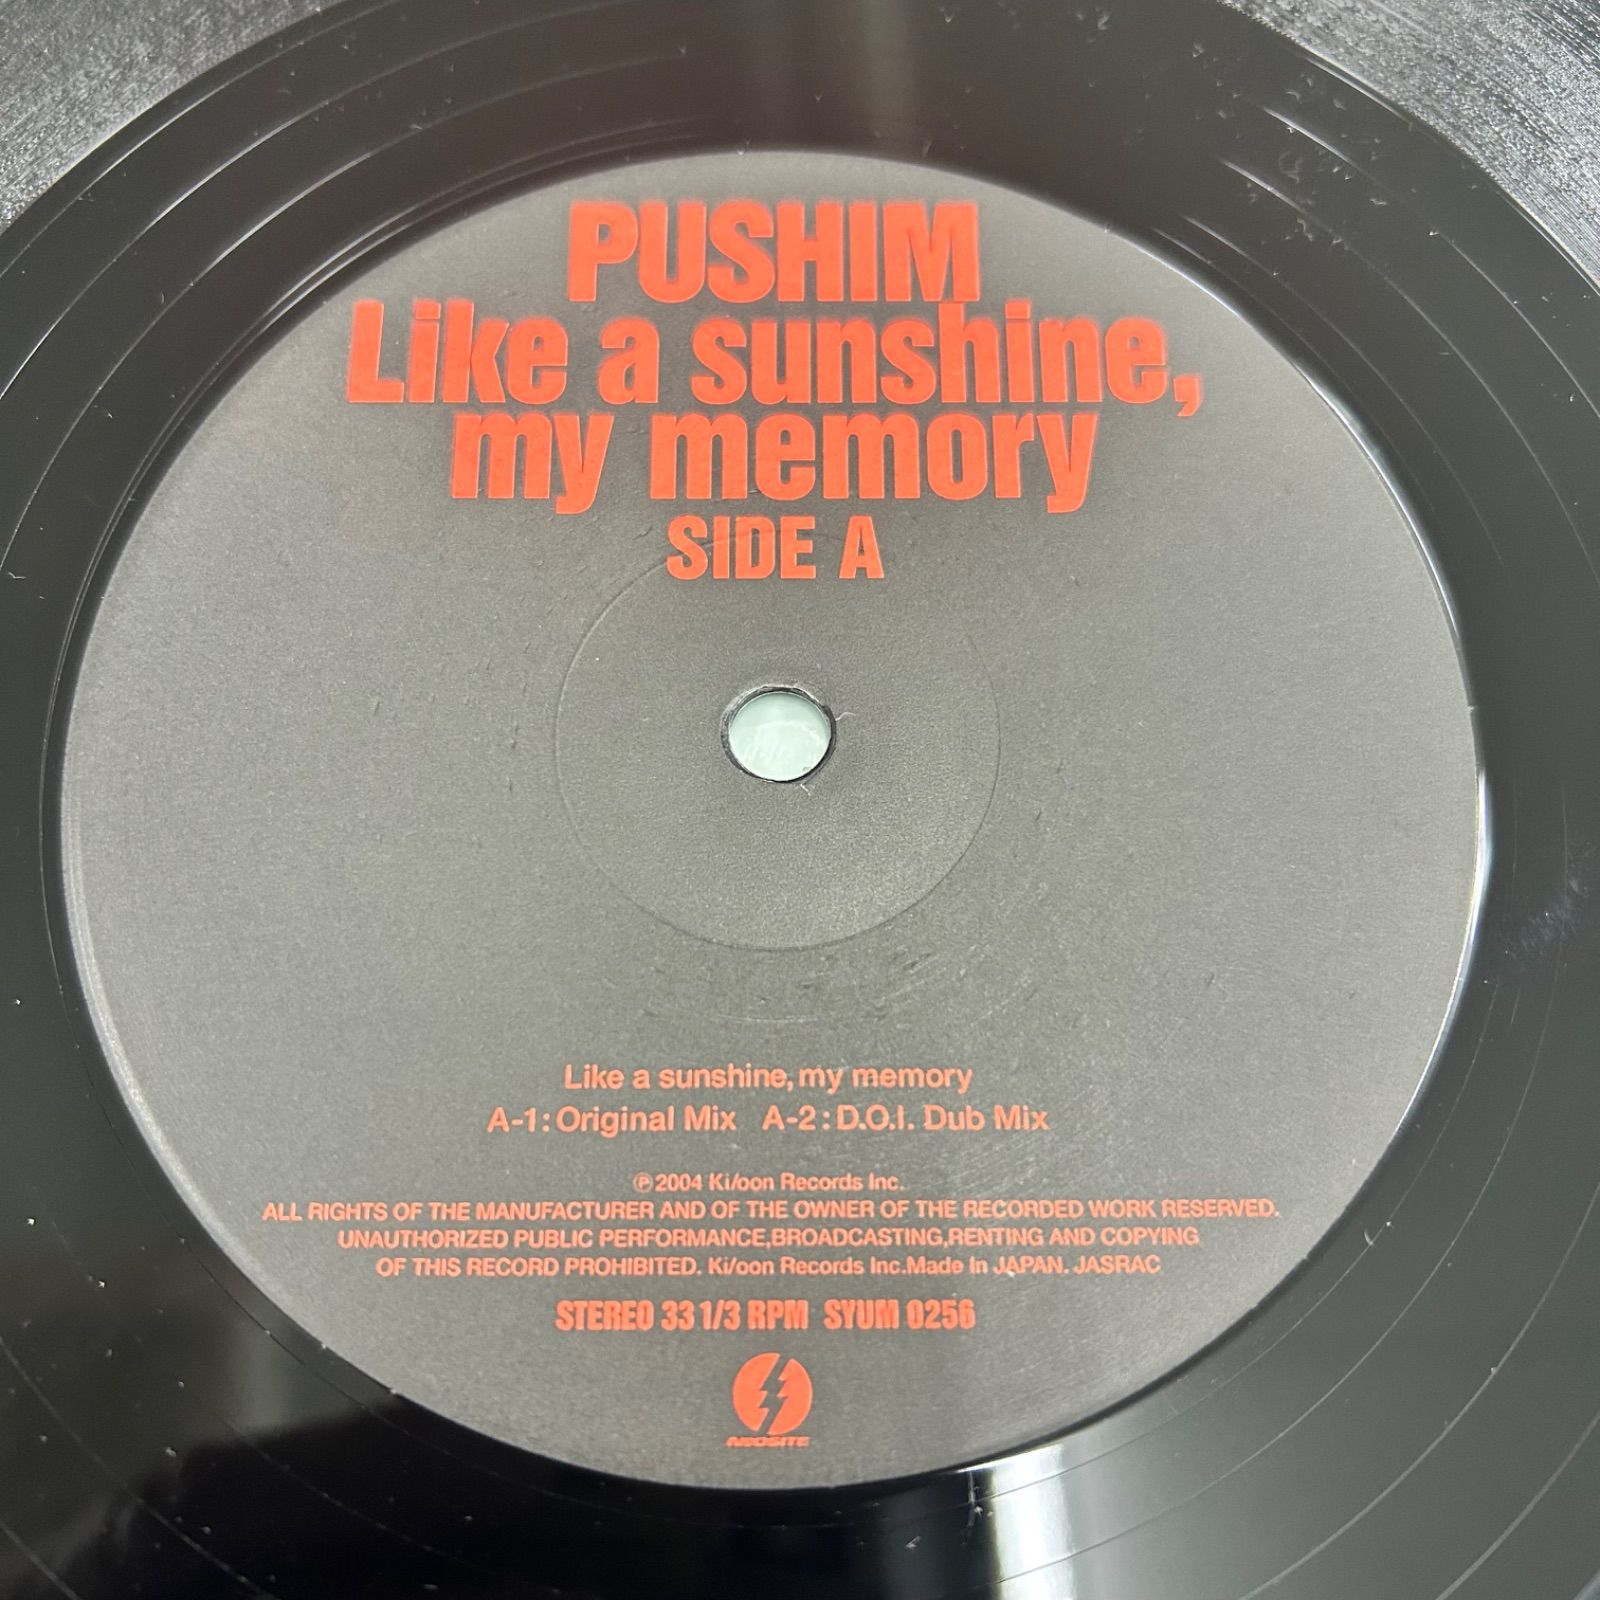 PUSHIM
Like a sunshine,
my memory
SIDE A
Like a sunshine, my memory
A-1: Original Mix A-2: D.O.I. Dub Mix
℗2004 Ki/oon Records Inc.
ALL RIGHTS OF THE MANUFACTURER AND OF THE OWNER OF THE RECORDED WORK RESERVED.
UNAUTHORIZED PUBLIC PERFORMANCE,BROADCASTING,RENTING AND COPYING
OF THIS RECORD PROHIBITED. Ki/oon Records Inc.Made In JAPAN. JASRAC
STEREO 33 1/3 RPM SYUM 0256
NEOSITE